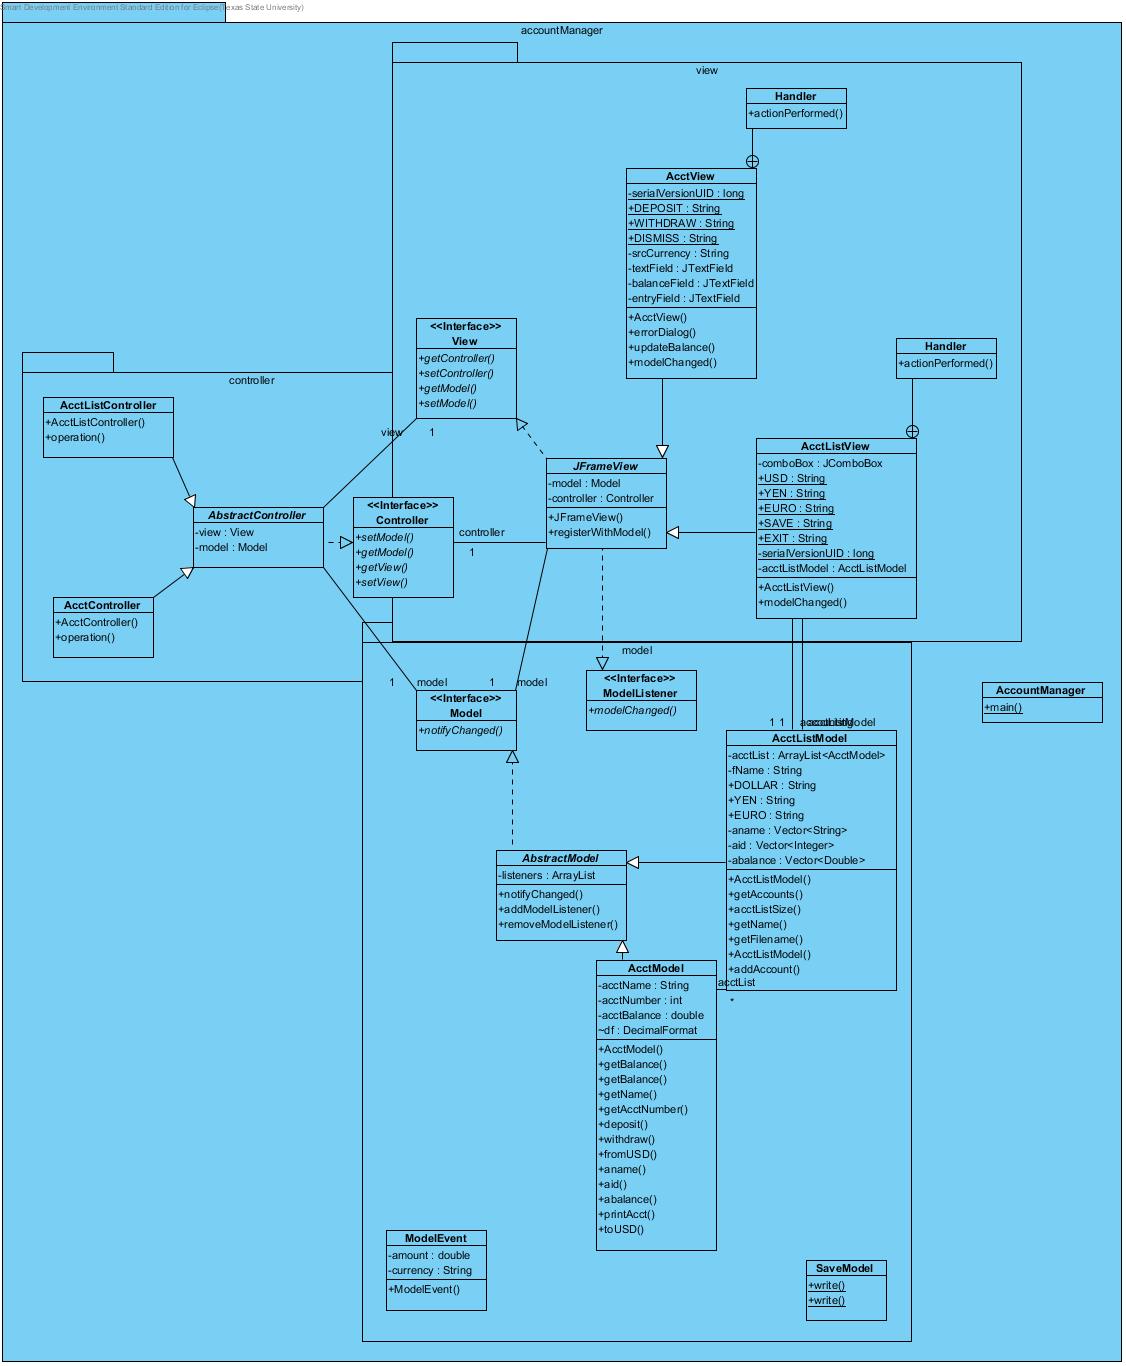 Smart Development Environment Standard Edition for Eclipse(Texas State University)
accountManager
view
Handler
+actionPerformed()
AcctView
-serialVersionUID : long
+DEPOSIT : String
+WITHDRAW : String
+DISMISS : String
-srcCurrency : String
-textField : JTextField
-balanceField : JTextField
-entryField : JTextField
+AcctView()
+errorDialog()
+updateBalance()
+modelChanged()
<<Interface>>
View
+getController()
+setController()
+getModel()
+setModel()
Handler
+actionPerformed()
controller
AcctListController
+AcctListController()
+operation()
view
1
AcctListView
-comboBox : JComboBox
+USD : String
+YEN : String
+EURO : String
+SAVE : String
+EXIT : String
-serialVersionUID : long
-acctListModel : AcctListModel
+AcctListView()
+modelChanged()
JFrameView
-model : Model
-controller : Controller
+JFrameView()
+registerWithModel()
<<Interface>>
Controller
+setModel()
+getModel()
+getView()
+setView()
controller
1
AbstractController
-view : View
-model : Model
AcctController
+AcctController()
+operation()
model
1
model
1
model
<<Interface>>
Model
+notifyChanged()
<<Interface>>
ModelListener
+modelChanged()
AccountManager
+main()
1
1
AcctListModel
-acctList : ArrayList<AcctModel>
-fName : String
+DOLLAR : String
+YEN : String
+EURO : String
-aname : Vector<String>
-aid : Vector<Integer>
-abalance : Vector<Double>
+AcctListModel()
+getAccounts()
+acctListSize()
+getName()
+getFilename()
+AcctListModel()
+addAccount()
AbstractModel
-listeners : ArrayList
+notifyChanged()
+addModelListener()
+removeModelListener()
acctList
*
AcctModel
-acctName : String
-acctNumber : int
-acctBalance : double
~df : DecimalFormat
+AcctModel()
+getBalance()
+getBalance()
+getName()
+getAcctNumber()
+deposit()
+withdraw()
+fromUSD()
+aname()
+aid()
+abalance()
+printAcct()
+toUSD()
ModelEvent
-amount : double
-currency : String
+ModelEvent()
SaveModel
+write()
+write()